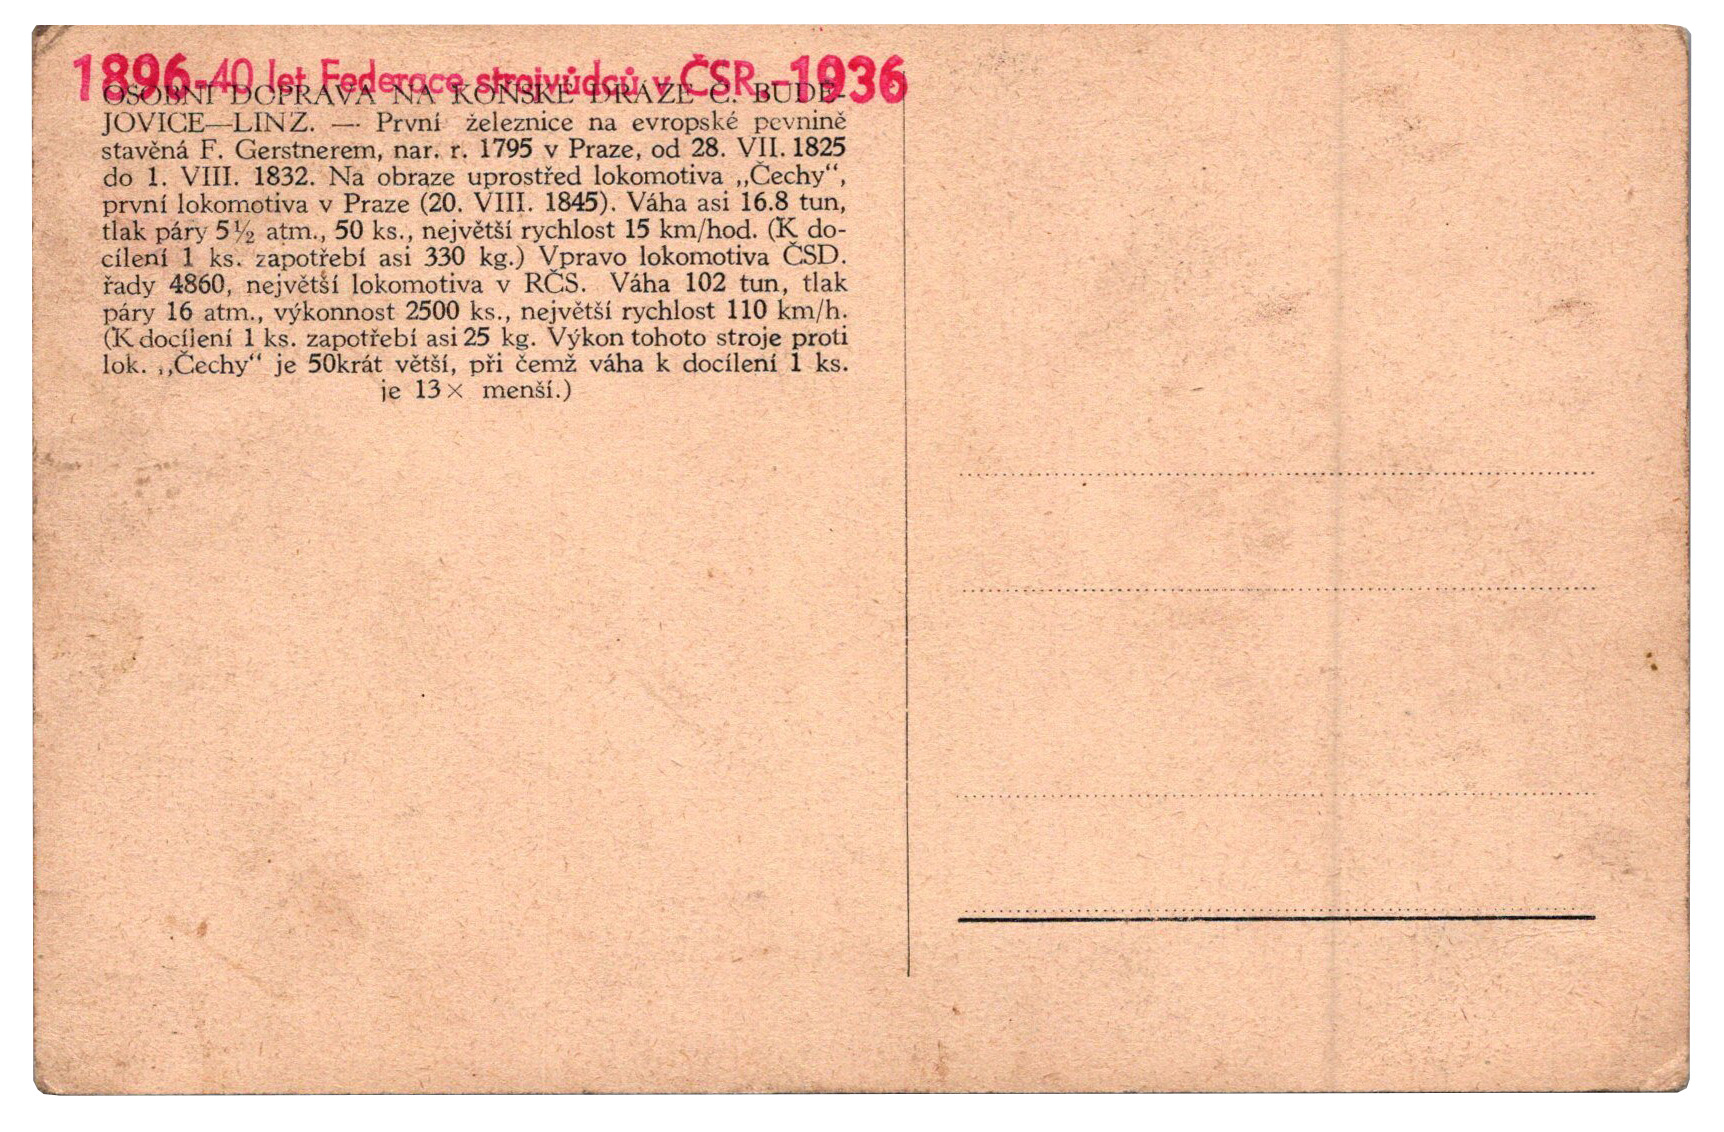 1896-40 let Federace strojvůdců v ČSR.-1936
OSOBNÍ DOPRAVA NA KOŇSKÉ DRÁZE Č. BUDĚ-
JOVICE—LINZ. — První železnice na evropské pevnině
stavěná F. Gerstnerem, nar. r. 1795 v Praze, od 28. VII. 1825
do 1. VIII. 1832. Na obraze uprostřed lokomotiva „Čechy“,
první lokomotiva v Praze (20. VIII. 1845). Váha asi 16.8 tun,
tlak páry 5½ atm., 50 ks., největší rychlost 15 km/hod. (K do-
cílení 1 ks. zapotřebí asi 330 kg.) Vpravo lokomotiva ČSD.
řady 4860, největší lokomotiva v RČS. Váha 102 tun, tlak
páry 16 atm., výkonnost 2500 ks., největší rychlost 110 km/h.
(K docílení 1 ks. zapotřebí asi 25 kg. Výkon tohoto stroje proti
lok. „Čechy“ je 50krát větší, při čemž váha k docílení 1 ks.
je 13× menší.)